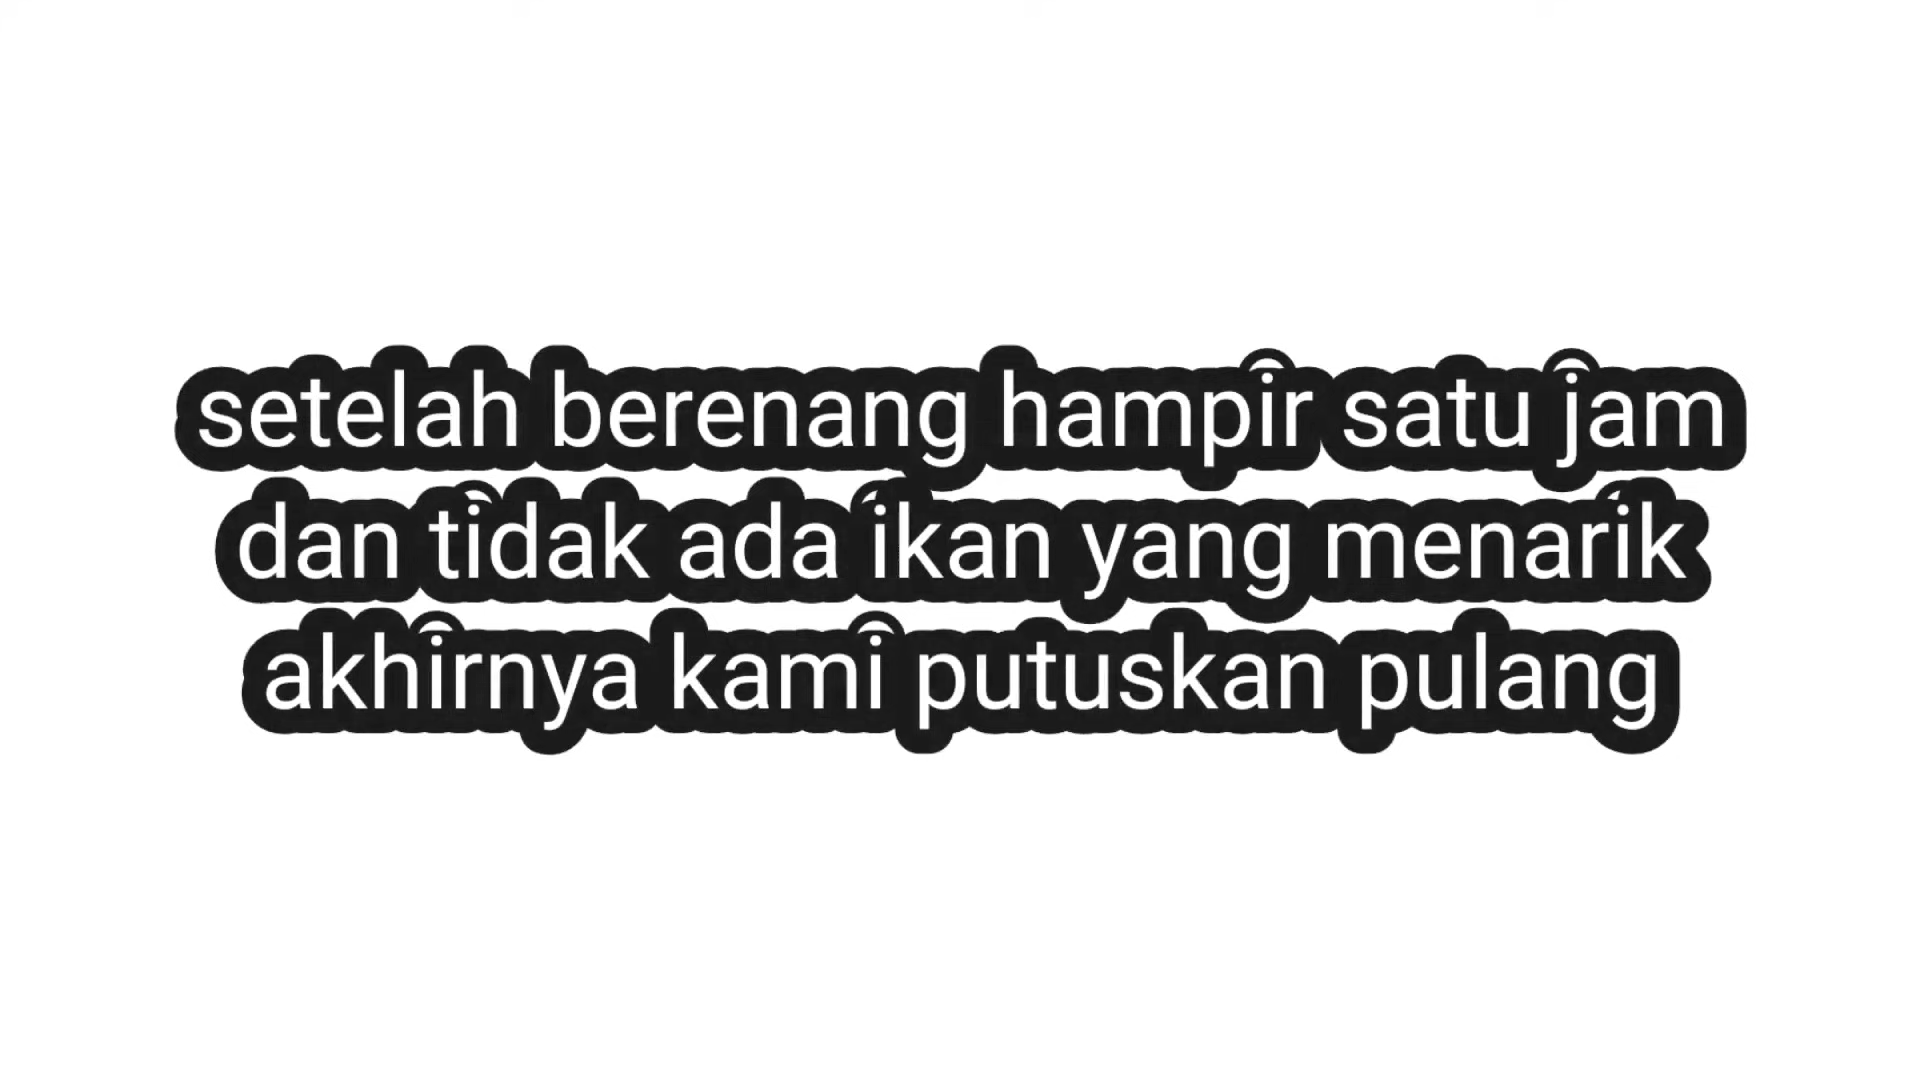 setelah berenang hampir satu jam
dan tidak ada ikan yang menarik
akhirnya kami putuskan pulang